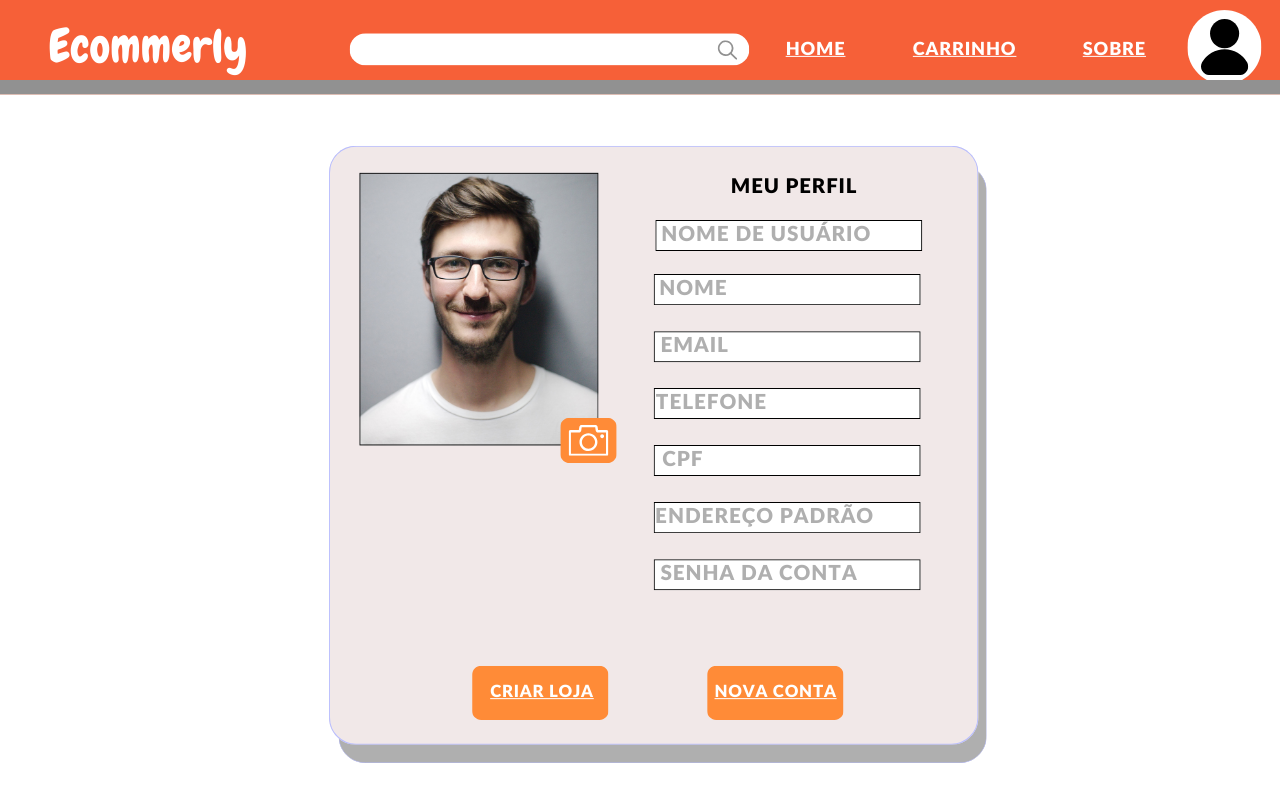 Ecommerly
HOME
CARRINHO
SOBRE
MEU PERFIL
NOME DE USUÁRIO
NOME
EMAIL
TELEFONE
CPF
ENDEREÇO PADRÃO
SENHA DA CONTA
CRIAR LOJA
NOVA CONTA